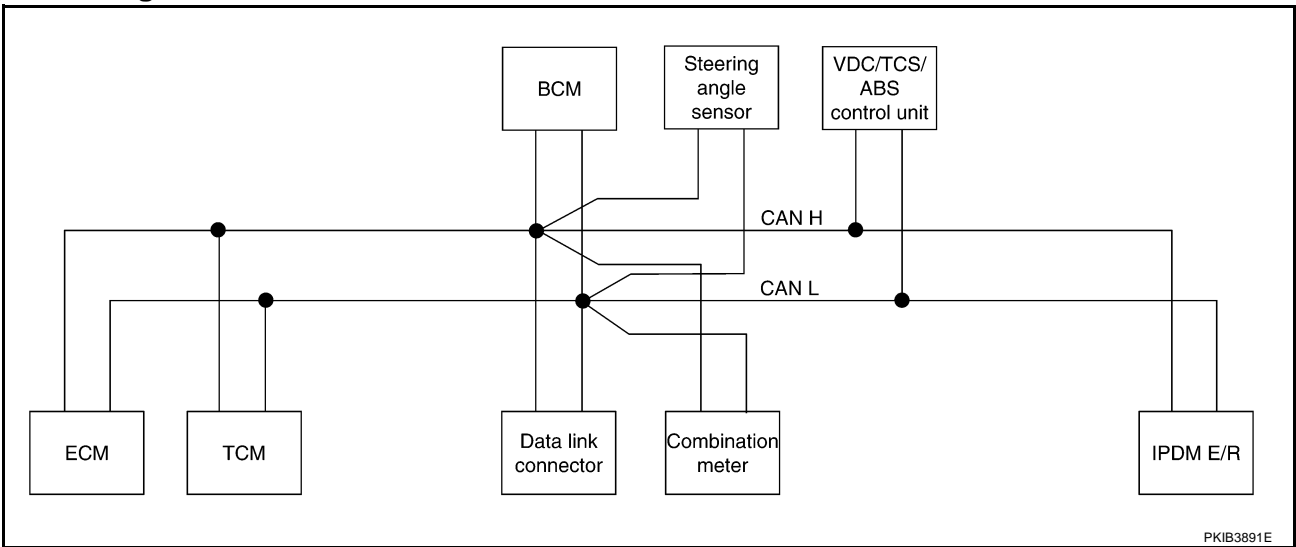 BCM
Steering
angle
sensor
VDC/TCS/
ABS
control unit
CAN H
CAN L
ECM
TCM
Data link
connector
Combination
meter
IPDM E/R
PKIB3891E